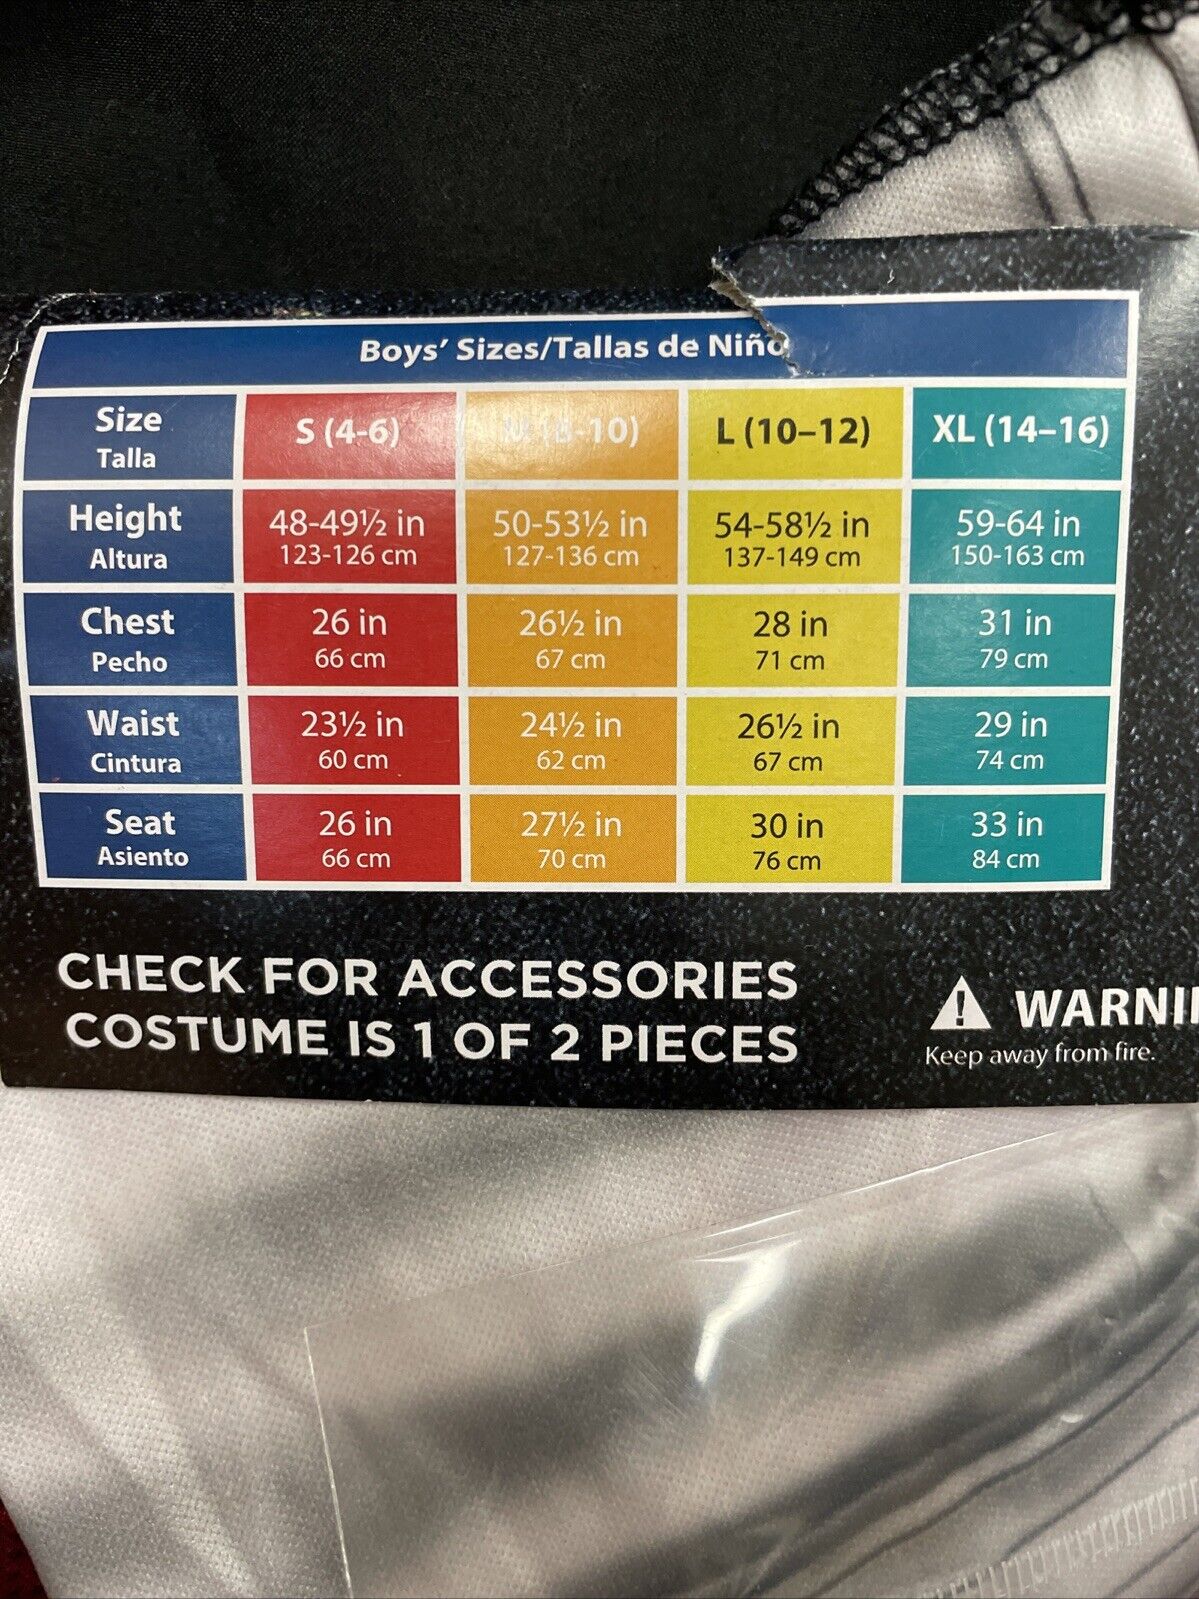 Boys' Sizes/Tallas de Niño
Size S (4-6) M (8-10) L (10–12) XL (14–16)
Talla
Height 48-49½ in 50-53½ in 54-58½ in 59-64 in
Altura 123-126 cm 127-136 cm 137-149 cm 150-163 cm
Chest 26 in 26½ in 28 in 31 in
Pecho 66 cm 67 cm 71 cm 79 cm
Waist 23½ in 24½ in 26½ in 29 in
Cintura 60 cm 62 cm 67 cm 74 cm
Seat 26 in 27½ in 30 in 33 in
Asiento 66 cm 70 cm 76 cm 84 cm
CHECK FOR ACCESSORIES
COSTUME IS 1 OF 2 PIECES
WARNI
Keep away from fire.